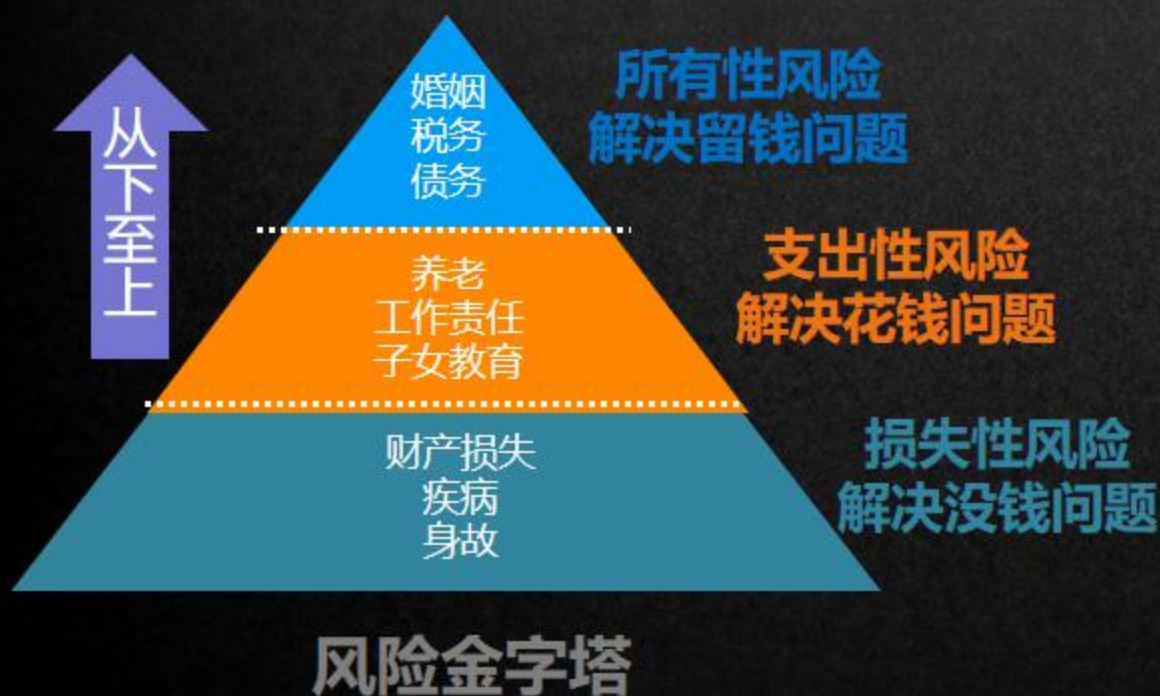 从下至上
婚姻
税务
债务
所有性风险
解决留钱问题
养老
工作责任
子女教育
支出性风险
解决花钱问题
财产损失
疾病
身故
损失性风险
解决没钱问题
风险金字塔